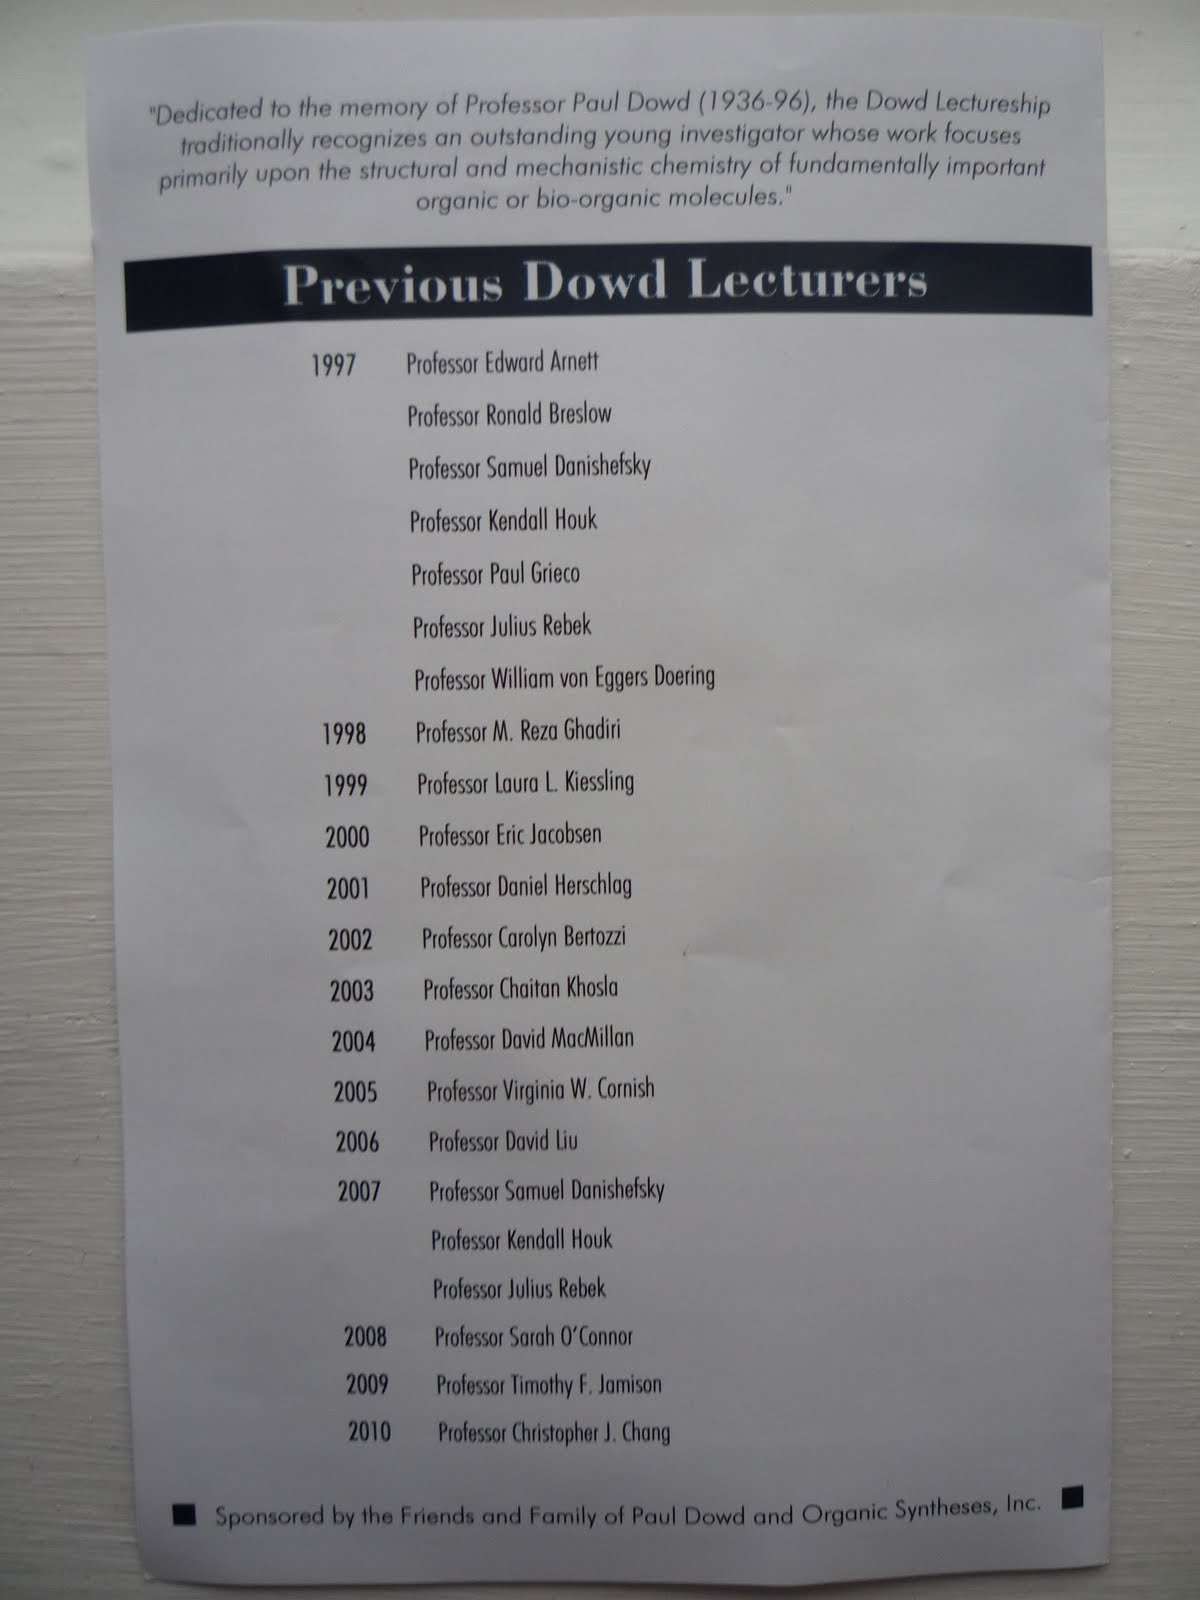 "Dedicated to the memory of Professor Paul Dowd (1936-96), the Dowd Lectureship
traditionally recognizes an outstanding young investigator whose work focuses
primarily upon the structural and mechanistic chemistry of fundamentally important
organic or bio-organic molecules."
Previous Dowd Lecturers
1997 Professor Edward Arnett
Professor Ronald Breslow
Professor Samuel Danishefsky
Professor Kendall Houk
Professor Paul Grieco
Professor Julius Rebek
Professor William von Eggers Doering
1998 Professor M. Reza Ghadiri
1999 Professor Laura L. Kiessling
2000 Professor Eric Jacobsen
2001 Professor Daniel Herschlag
2002 Professor Carolyn Bertozzi
2003 Professor Chaitan Khosla
2004 Professor David MacMillan
2005 Professor Virginia W. Cornish
2006 Professor David Liu
2007 Professor Samuel Danishefsky
Professor Kendall Houk
Professor Julius Rebek
2008 Professor Sarah O'Connor
2009 Professor Timothy F. Jamison
2010 Professor Christopher J. Chang
Sponsored by the Friends and Family of Paul Dowd and Organic Syntheses, Inc.